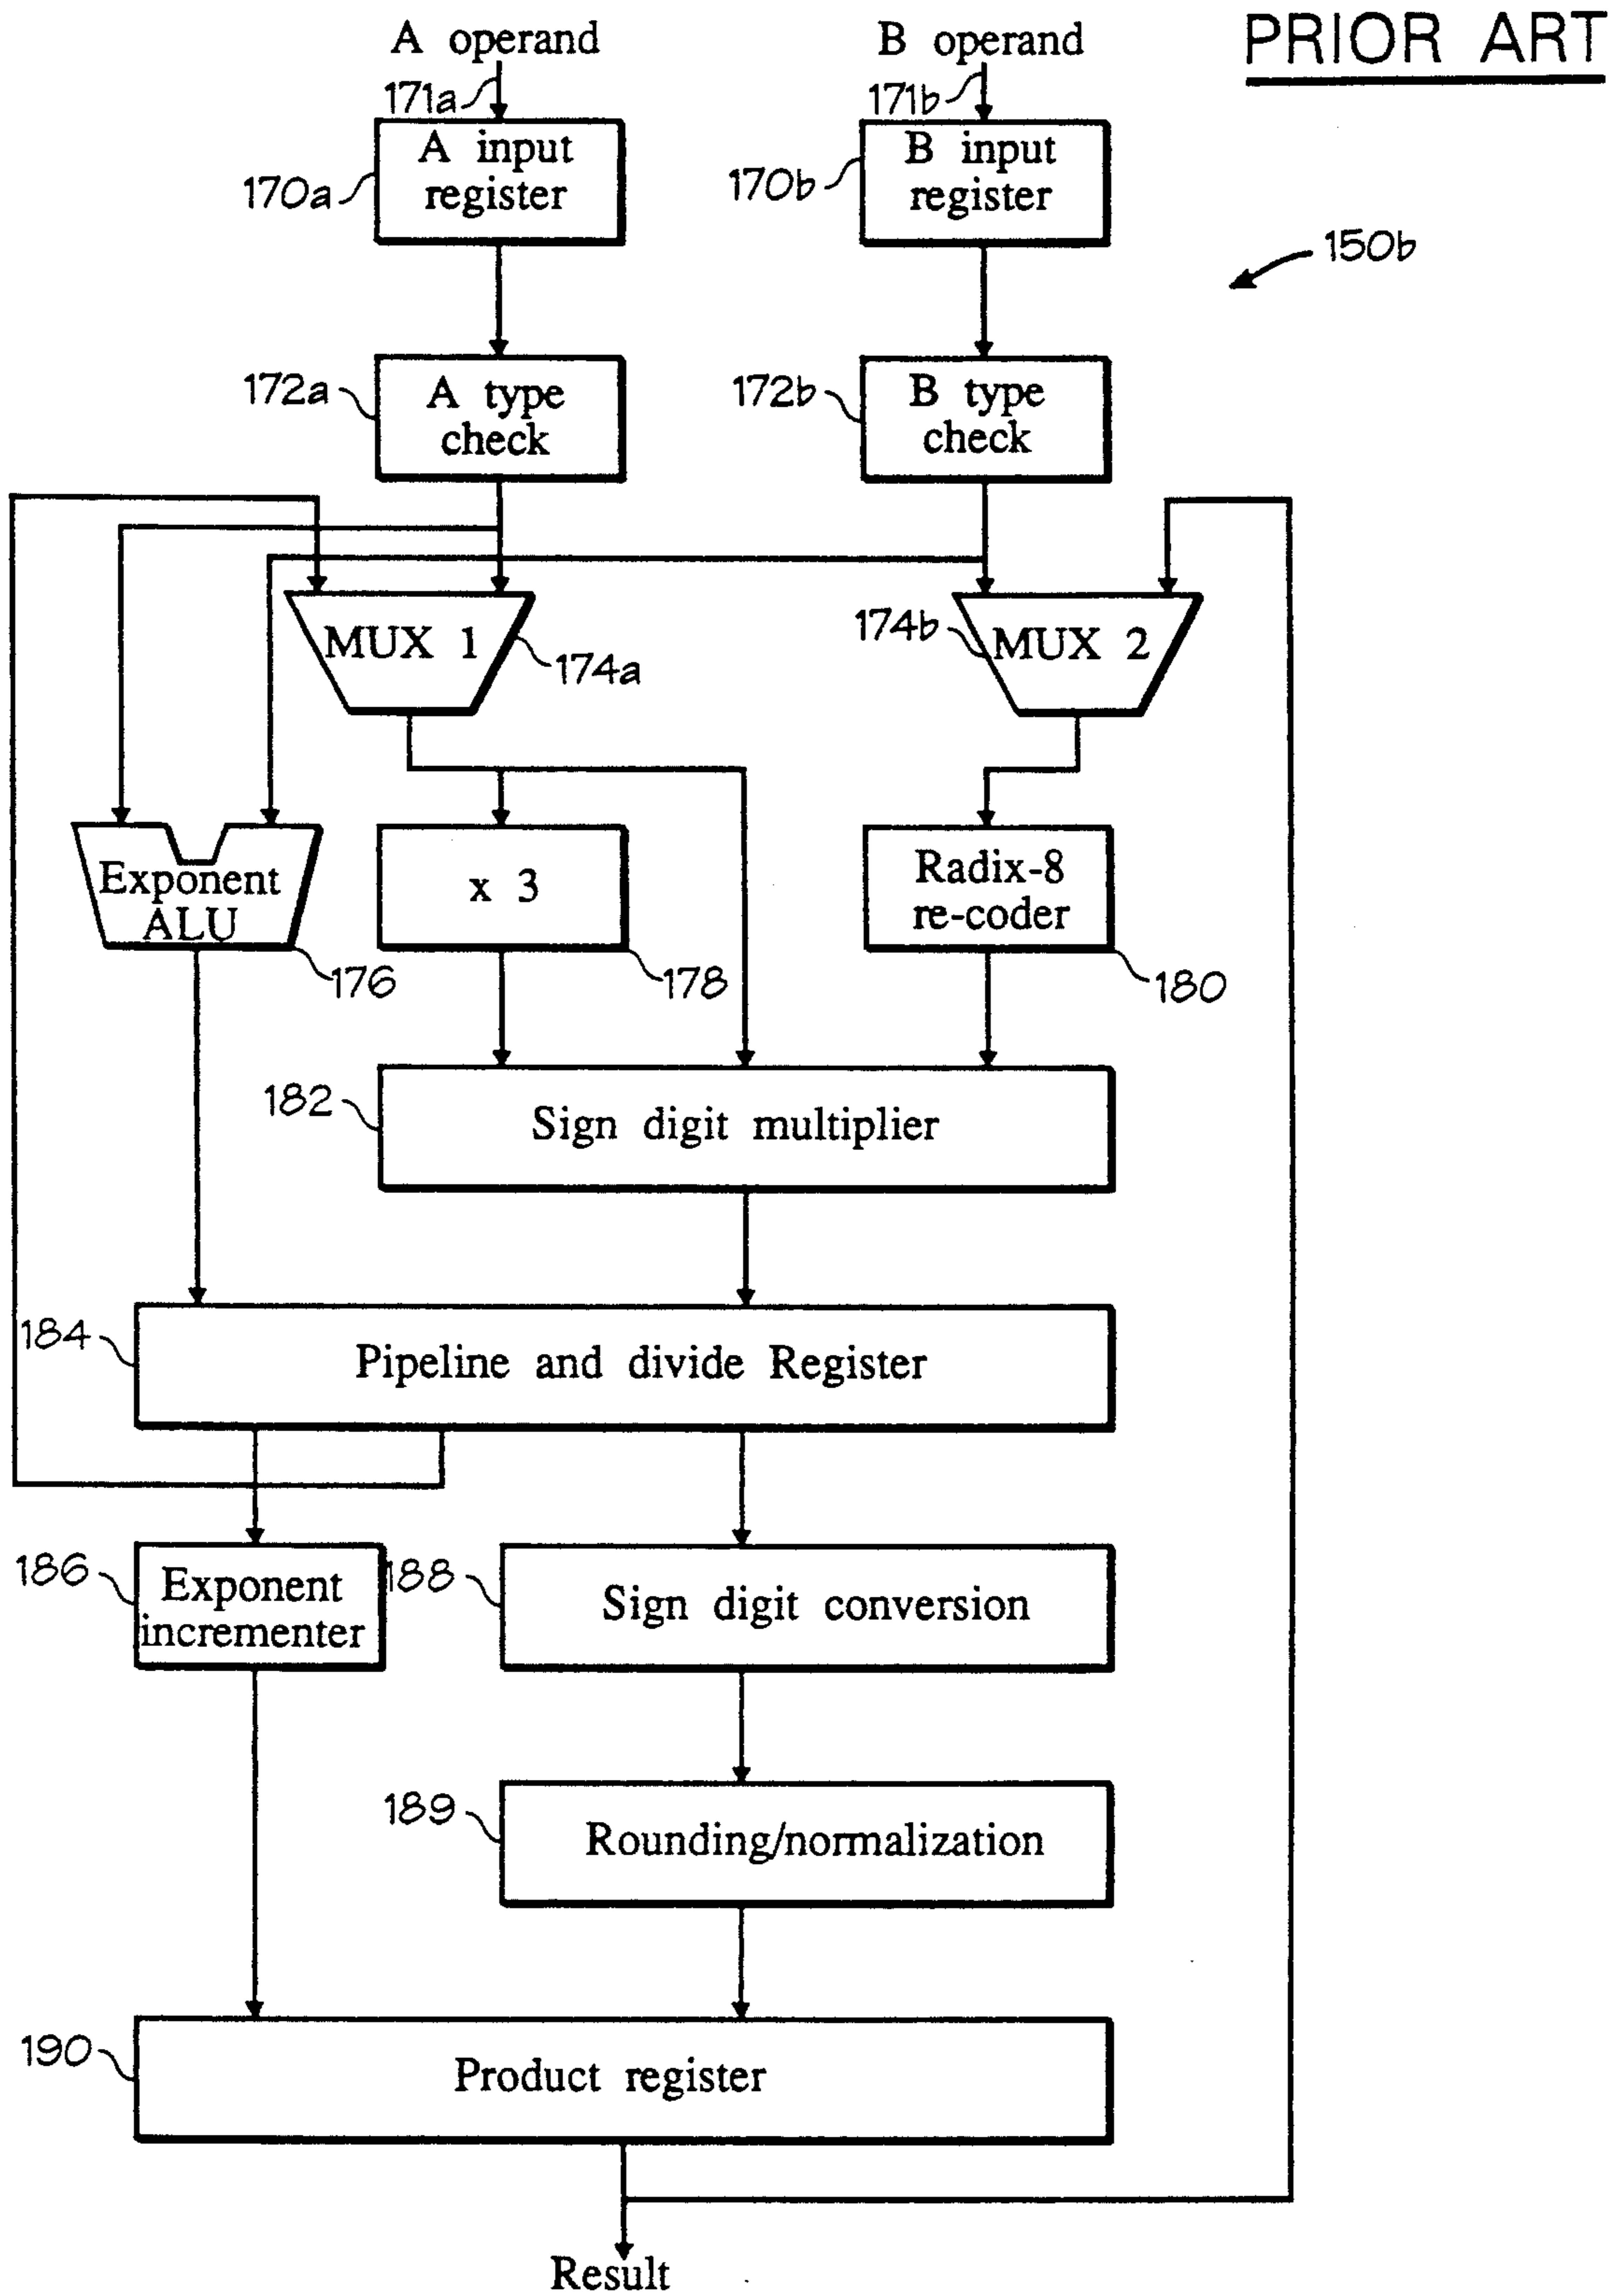 PRIOR ART
A operand
B operand
171a
171b
A input
register
170a
B input
register
170b
150b
A type
check
172a
B type
check
172b
MUX 1
174a
MUX 2
174b
Exponent
ALU
176
x 3
178
Radix-8
re-coder
180
182
Sign digit multiplier
184
Pipeline and divide Register
186
Exponent
incrementer
188
Sign digit conversion
189
Rounding/normalization
190
Product register
Result